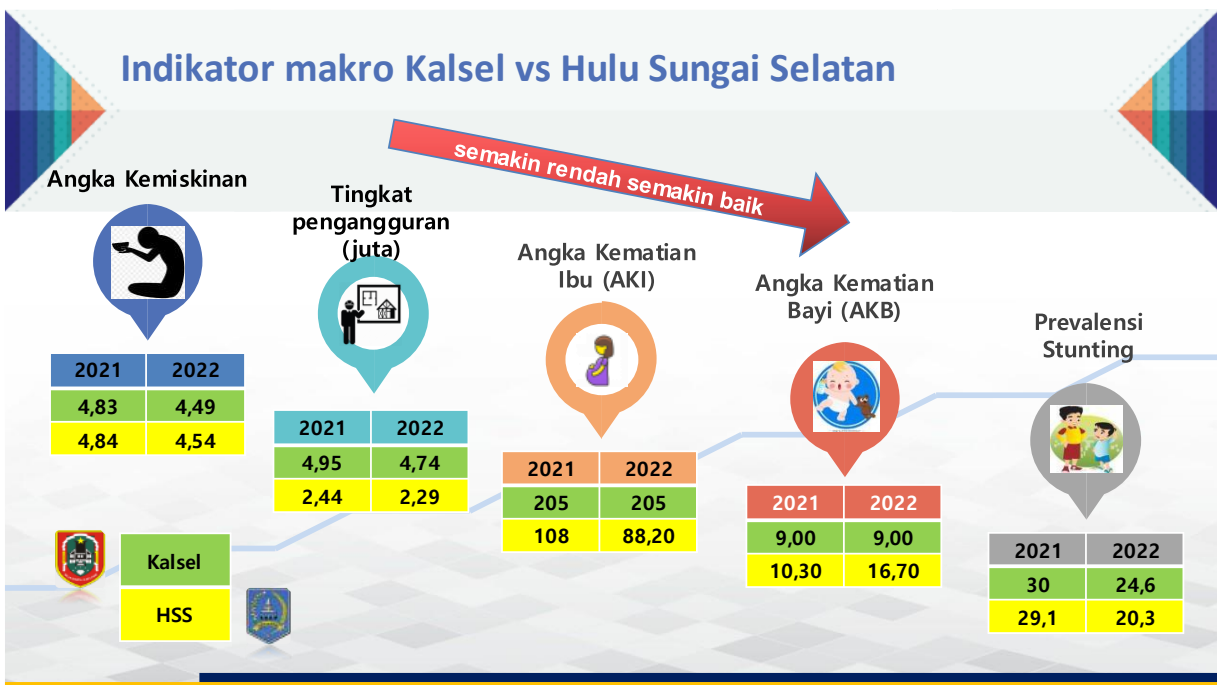 Indikator makro Kalsel vs Hulu Sungai Selatan
semakin rendah semakin baik
Angka Kemiskinan
2021 2022
4,83 4,49
4,84 4,54
Tingkat
pengangguran
(juta)
2021 2022
4,95 4,74
2,44 2,29
Angka Kematian
Ibu (AKI)
2021 2022
205 205
108 88,20
Angka Kematian
Bayi (AKB)
2021 2022
9,00 9,00
10,30 16,70
Prevalensi
Stunting
2021 2022
30 24,6
29,1 20,3
Kalsel
HSS